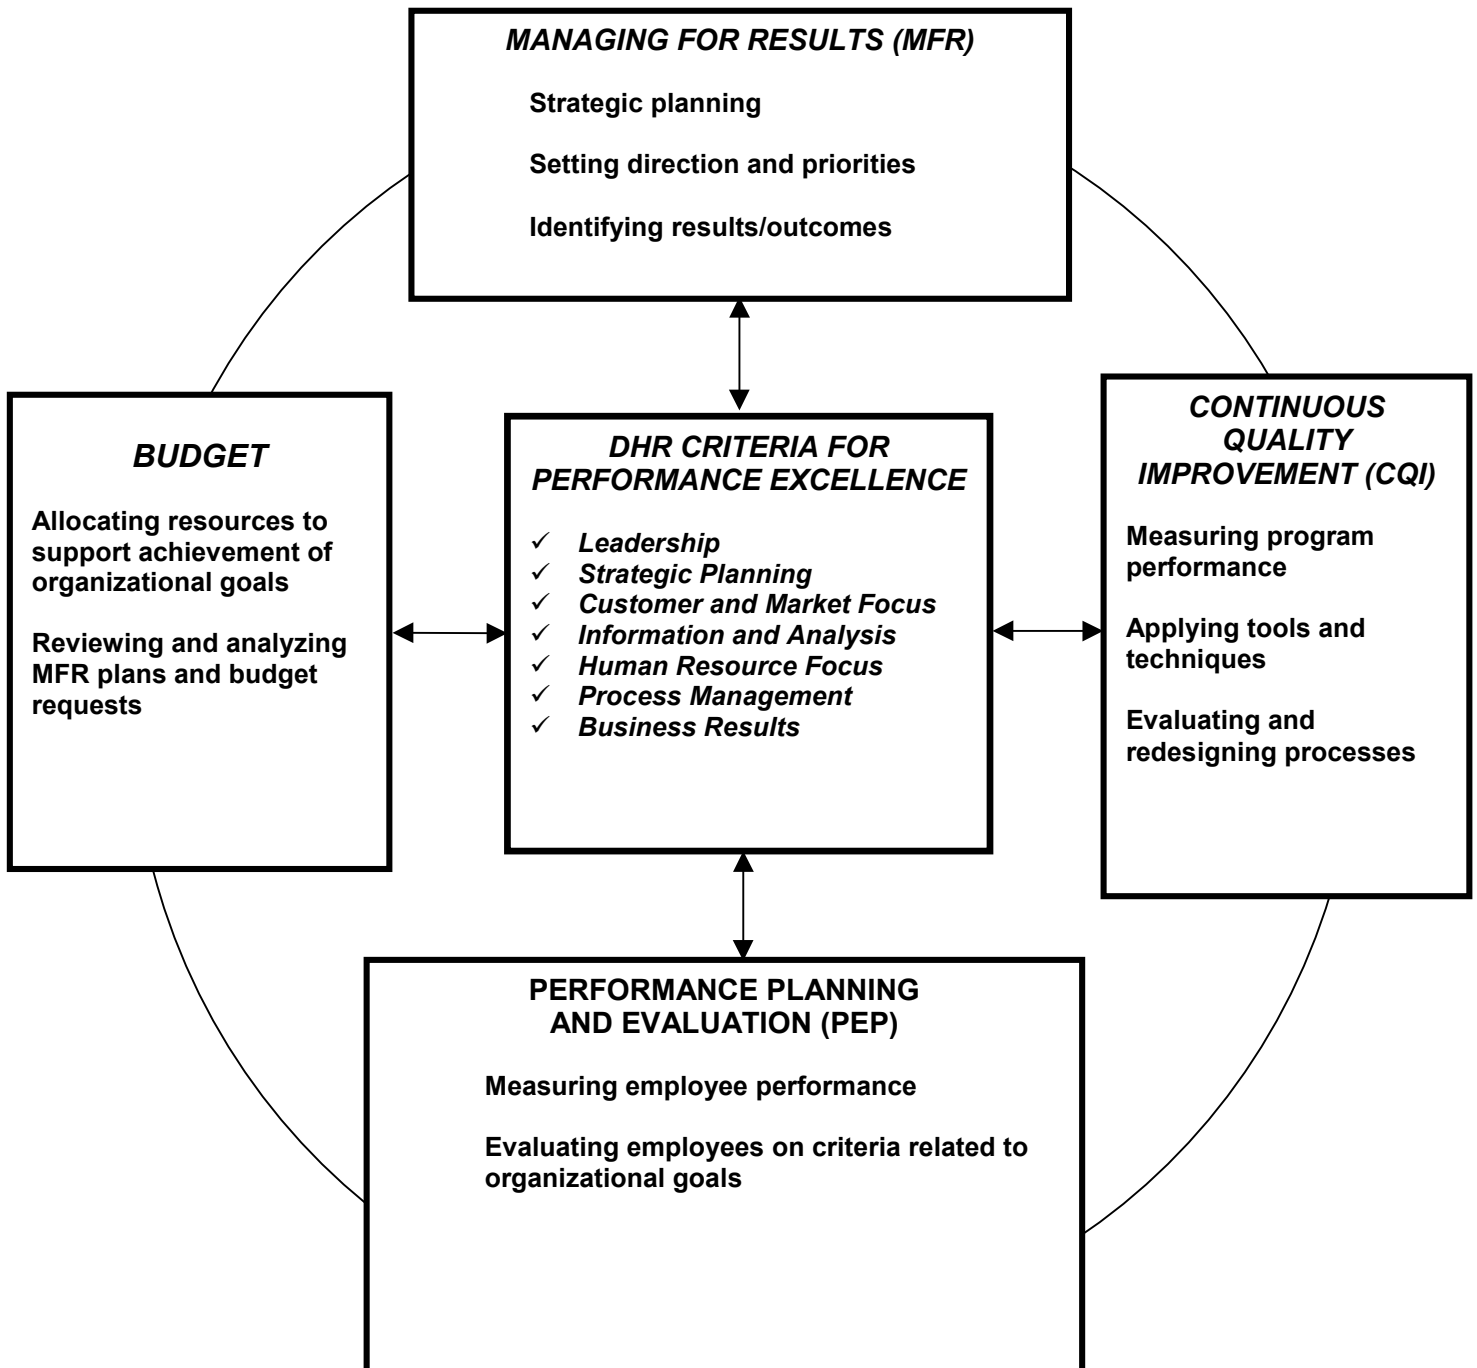 MANAGING FOR RESULTS (MFR)
Strategic planning
Setting direction and priorities
Identifying results/outcomes
BUDGET
Allocating resources to
support achievement of
organizational goals
Reviewing and analyzing
MFR plans and budget
requests
DHR CRITERIA FOR
PERFORMANCE EXCELLENCE
✓ Leadership
✓ Strategic Planning
✓ Customer and Market Focus
✓ Information and Analysis
✓ Human Resource Focus
✓ Process Management
✓ Business Results
CONTINUOUS
QUALITY
IMPROVEMENT (CQI)
Measuring program
performance
Applying tools and
techniques
Evaluating and
redesigning processes
PERFORMANCE PLANNING
AND EVALUATION (PEP)
Measuring employee performance
Evaluating employees on criteria related to
organizational goals